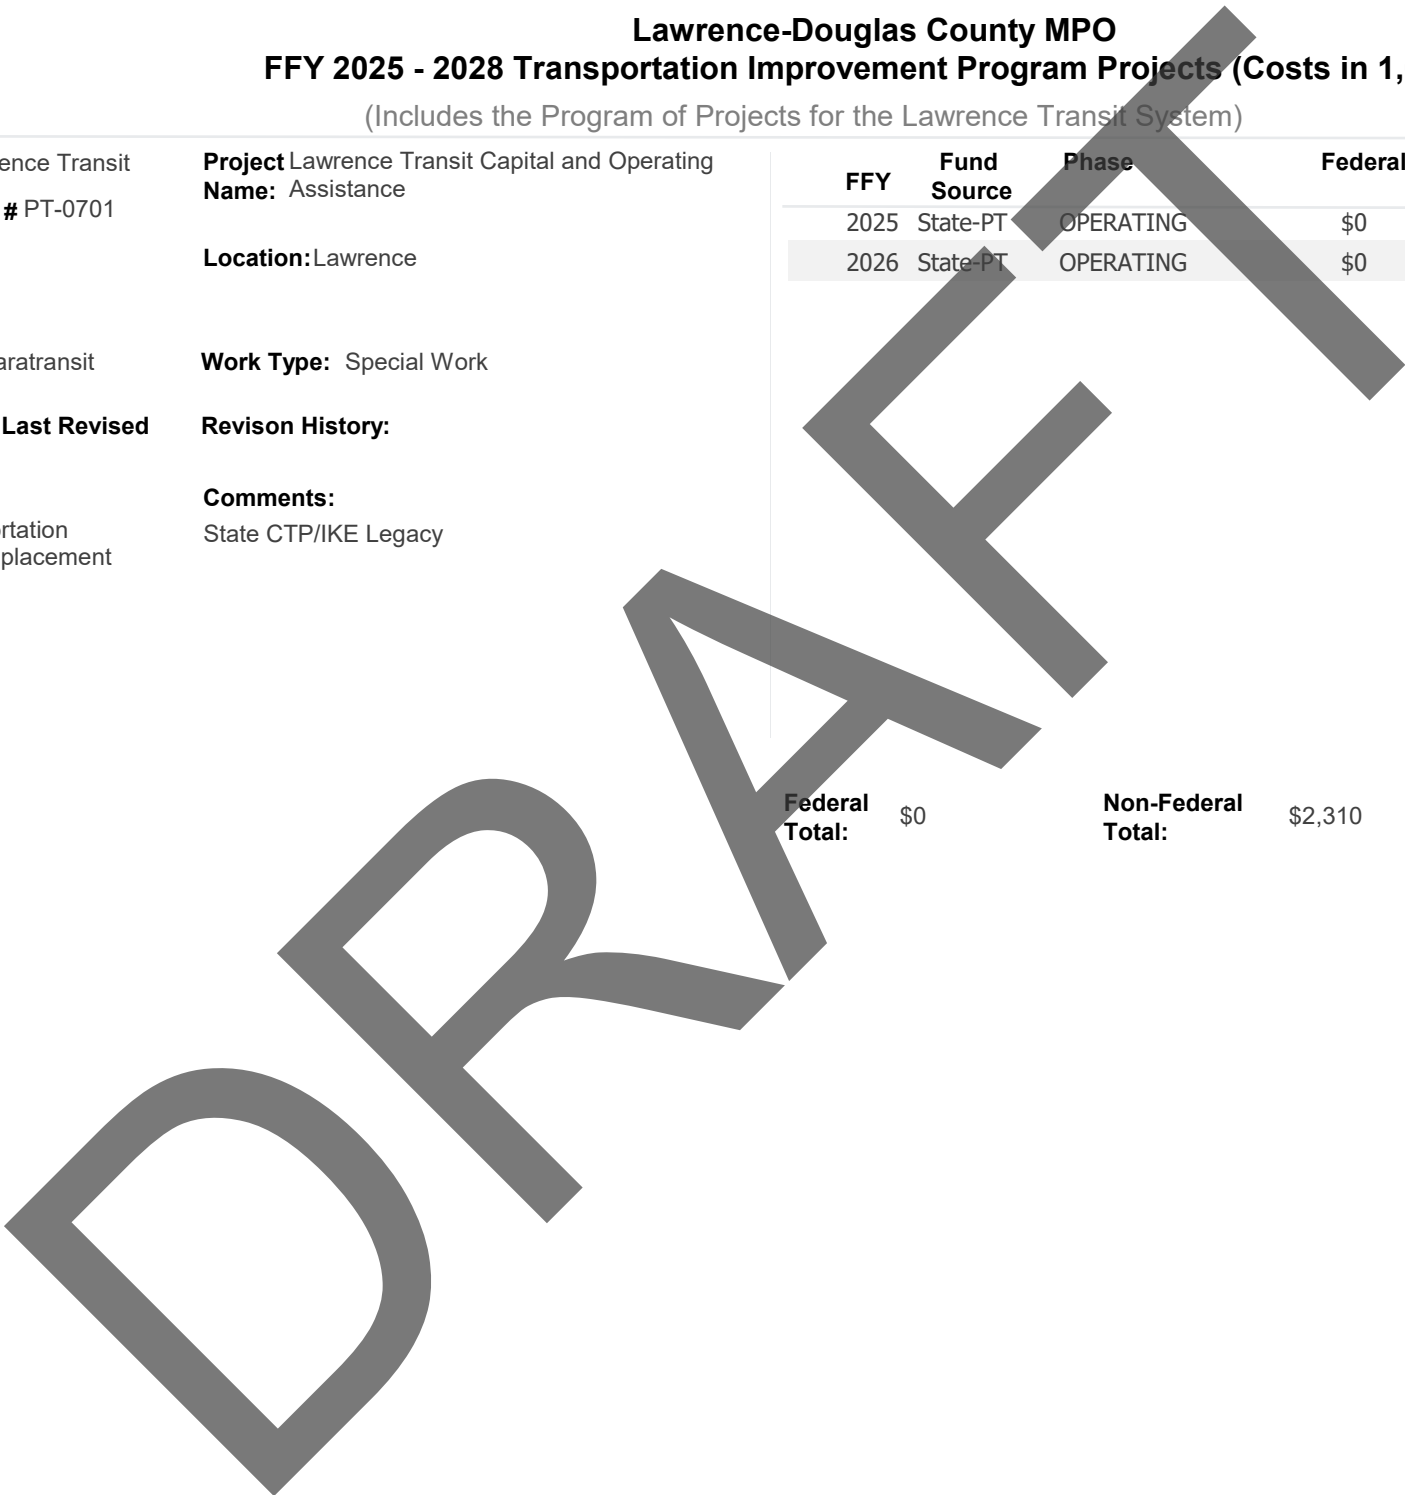 Lawrence-Douglas County MPO
FFY 2025 - 2028 Transportation Improvement Program Projects (Costs in 1,
(Includes the Program of Projects for the Lawrence Transit System)
ence Transit
# PT-0701
Project Name: Lawrence Transit Capital and Operating
Assistance
Location: Lawrence
aratransit
Work Type: Special Work
Last Revised
Revison History:
Comments:
State CTP/IKE Legacy
rtation
placement
FFY Fund Source Phase Federal
2025 State-PT OPERATING $0
2026 State-PT OPERATING $0
Federal Total: $0 Non-Federal Total: $2,310
DRAFT